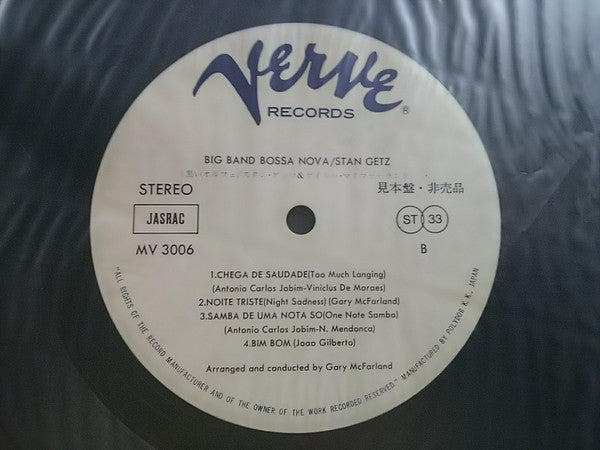 Verve
RECORDS
®
BIG BAND BOSSA NOVA/STAN GETZ
STEREO
見本盤・非売品
JASRAC
ST 33
MV 3006
B
1.CHEGA DE SAUDADE(Too Much Langing)
(Antonio Carlos Jobim-Viniclus De Moraes)
2.NOITE TRISTE(Night Sadness) (Gary McFarland)
3.SAMBA DE UMA NOTA SO(One Note Samba)
(Antonio Carlos Jobim-N. Mendonca)
4.BIM BOM(Joao Gilberto)
Arranged and conducted by Gary McFarland
"ALL RIGHTS OF THE RECORD MANUFACTURER AND OF THE OWNER OF THE WORK RECORDED RESERVED." MANUFACTURED BY POLYDOR K.K., JAPAN